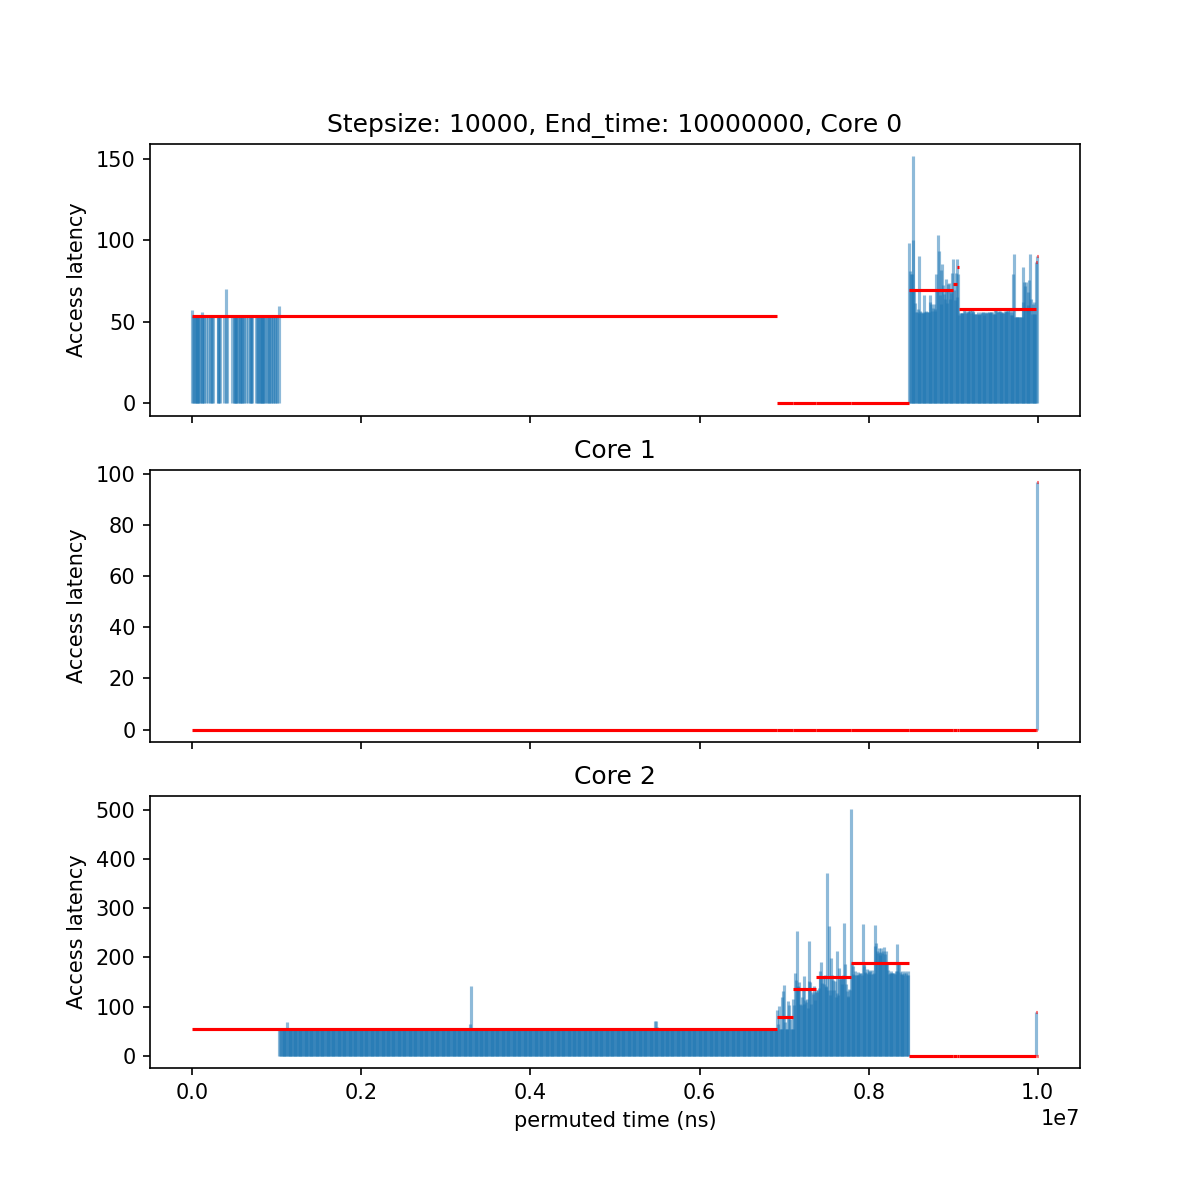 Stepsize: 10000, End_time: 10000000, Core 0
Access latency
150
100
50
0
Core 1
Access latency
100
80
60
40
20
0
Core 2
Access latency
500
400
300
200
100
0
0.0 0.2 0.4 0.6 0.8 1.0
permuted time (ns)
1e7